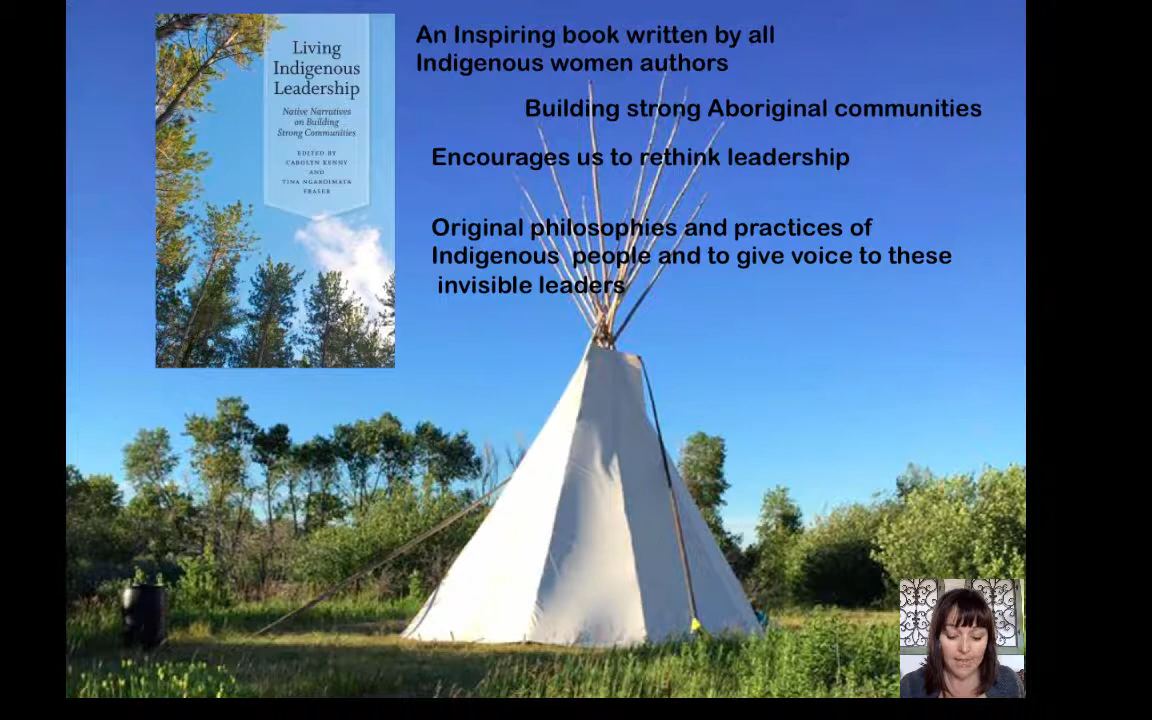 Living
Indigenous
Leadership
Native Narratives
on Building
Strong Communities
EDITED BY
CAROLYN KENNY
AND
TINA NGAROIMATA
FRASER
An Inspiring book written by all
Indigenous women authors
Building strong Aboriginal communities
Encourages us to rethink leadership
Original philosophies and practices of
Indigenous people and to give voice to these
invisible leaders